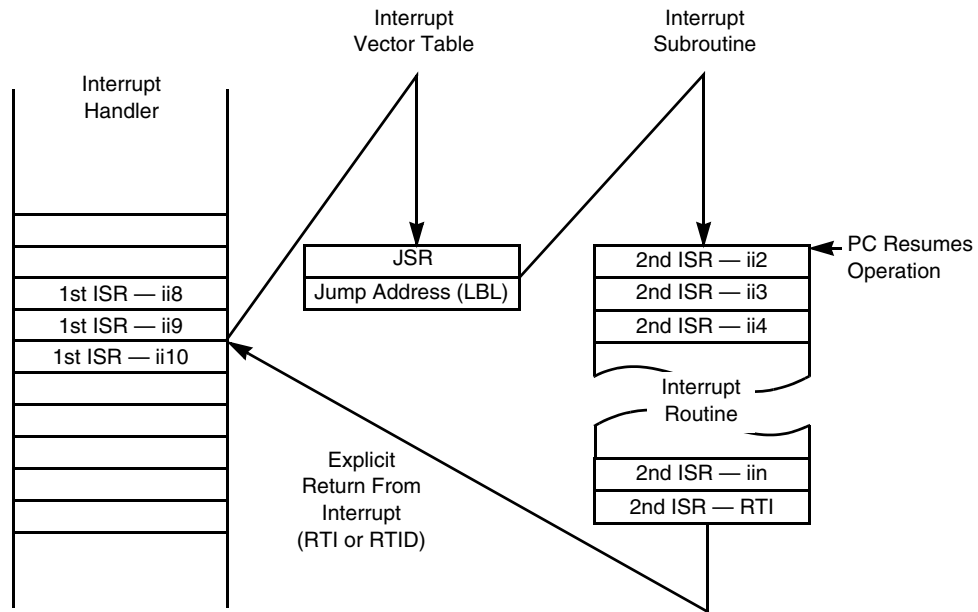 Interrupt
Handler
1st ISR — ii8
1st ISR — ii9
1st ISR — ii10
Interrupt
Vector Table
JSR
Jump Address (LBL)
Explicit
Return From
Interrupt
(RTI or RTID)
Interrupt
Subroutine
2nd ISR — ii2
2nd ISR — ii3
2nd ISR — ii4
Interrupt
Routine
2nd ISR — iin
2nd ISR — RTI
PC Resumes
Operation